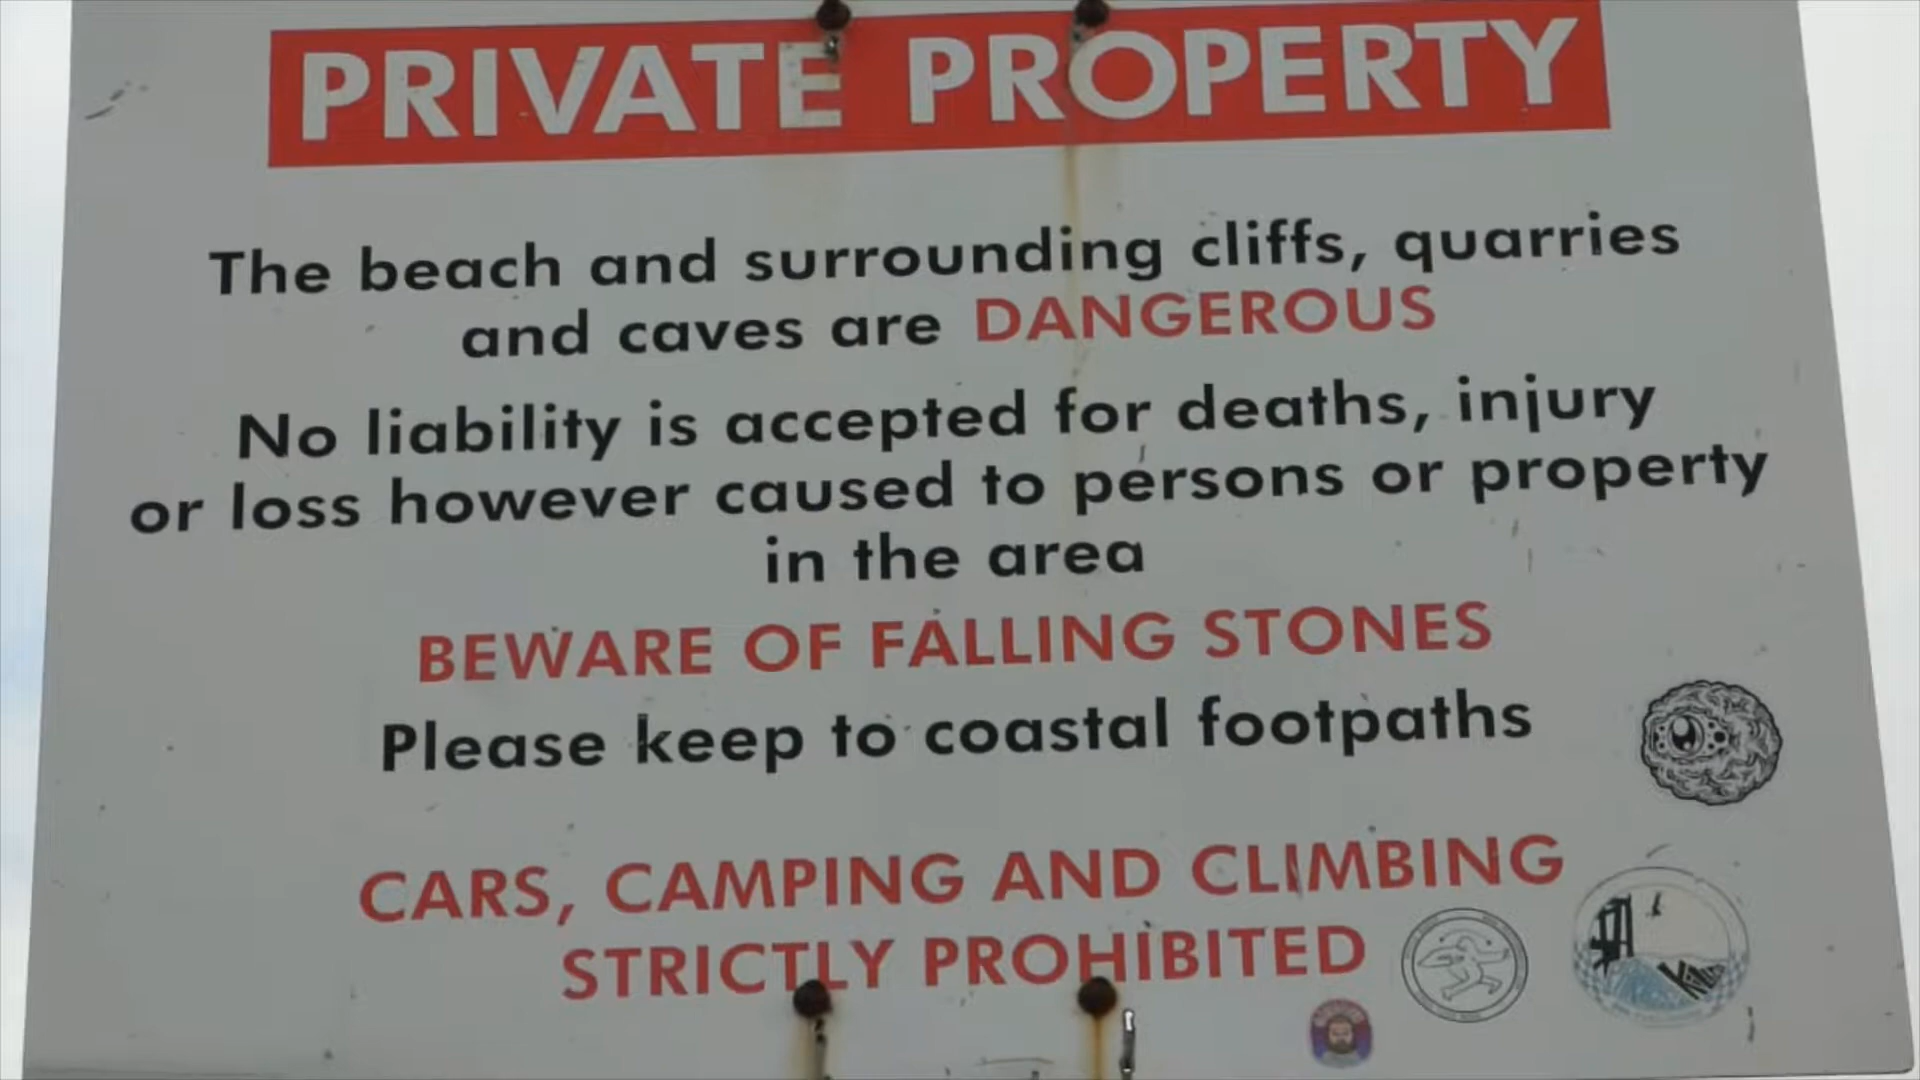 PRIVATE PROPERTY
The beach and surrounding cliffs, quarries
and caves are DANGEROUS
No liability is accepted for deaths, injury
or loss however caused to persons or property
in the area
BEWARE OF FALLING STONES
Please keep to coastal footpaths
CARS, CAMPING AND CLIMBING
STRICTLY PROHIBITED